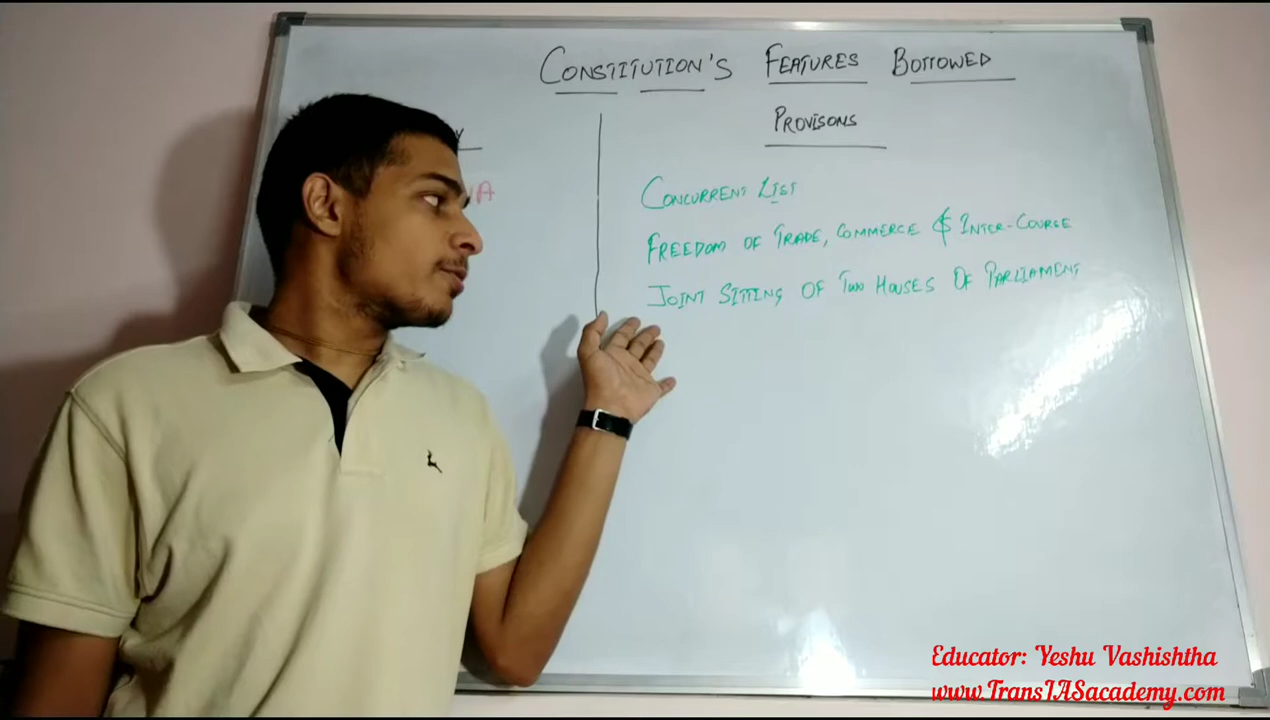 CONSTITUTION'S FEATURES BORROWED
PROVISONS
CONCURRENT LIST
FREEDOM OF TRADE, COMMERCE & INTER-COURSE
JOINT SITTING OF TWO HOUSES OF PARLIAMENT
Educator: Yeshu Vashishtha
www.TransIASacademy.com